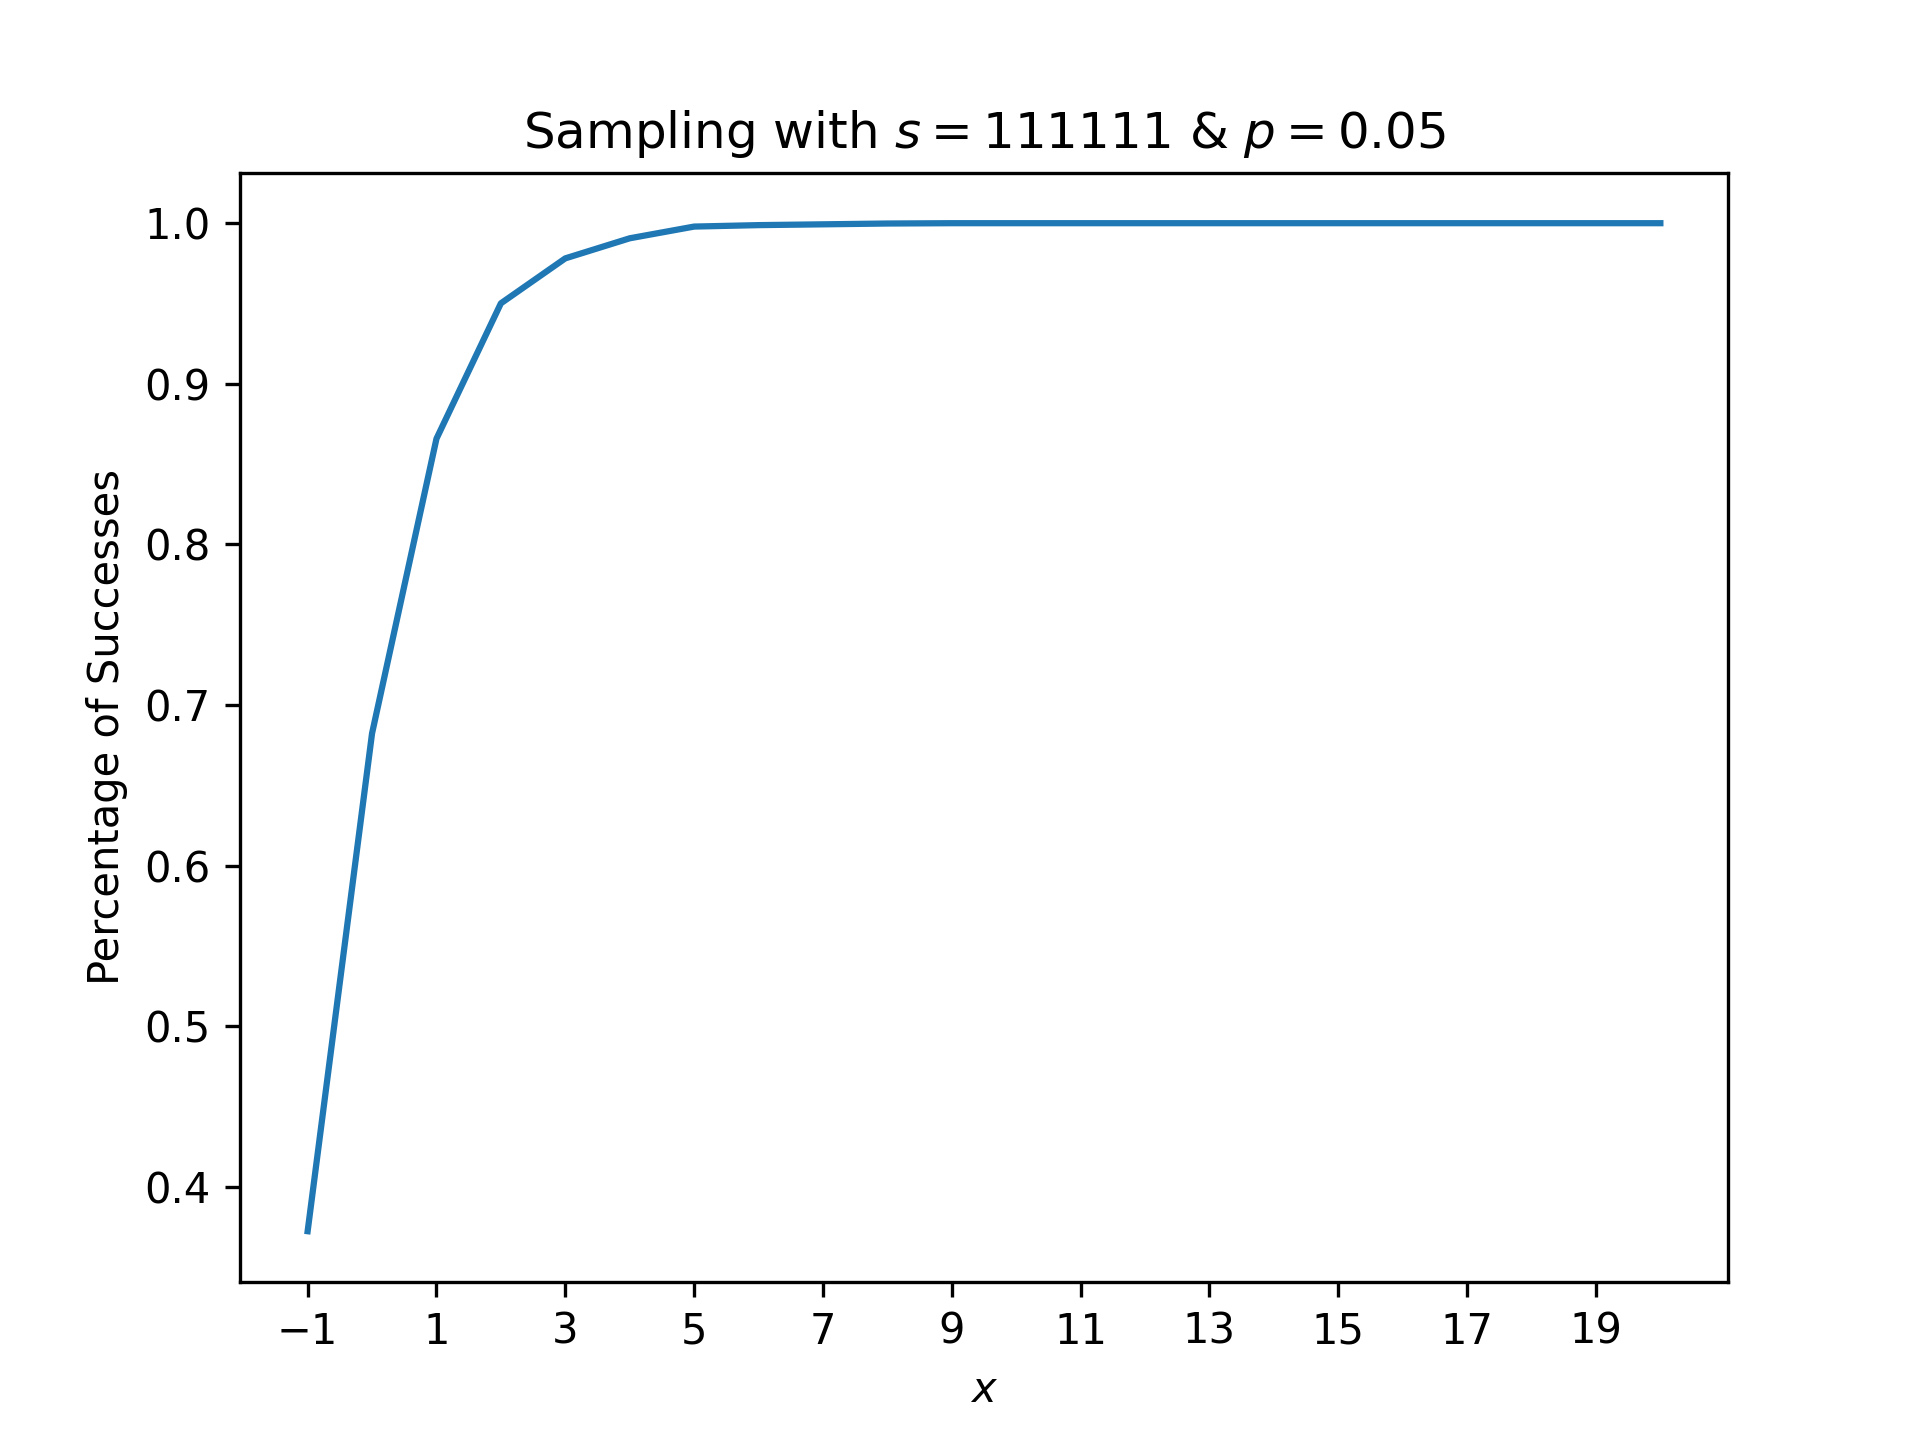 Sampling with s = 111111 & p = 0.05
Percentage of Successes
1.0
0.9
0.8
0.7
0.6
0.5
0.4
−1 1 3 5 7 9 11 13 15 17 19
x